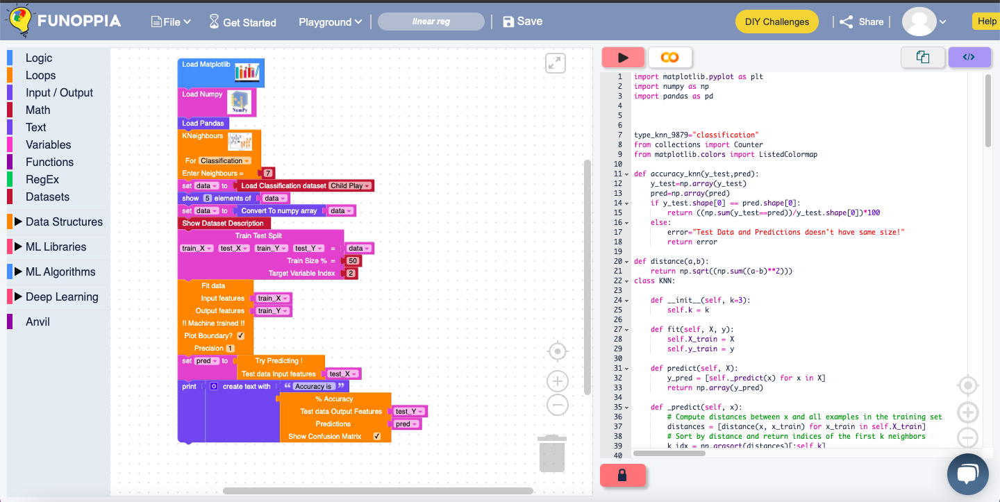 FUNOPPIA
File
Get Started
Playground
linear reg
Save
DIY Challenges
Share
Help
Logic
Loops
Input / Output
Math
Text
Variables
Functions
RegEx
Datasets
Data Structures
ML Libraries
ML Algorithms
Deep Learning
Anvil
Load Matplotlib
Load Numpy
NumPy
Load Pandas
KNeighbours
For Classification
Enter Neighbours = 7
set data to Load Classification dataset Child Play
show 5 elements of data
set data to Convert To numpy array data
Show Dataset Description
Train Test Split
train_X test_X train_Y test_Y = data
Train Size % = 50
Target Variable Index 2
Fit data
Input features train_X
Output features train_Y
!! Machine trained !!
Plot Boundary?
Precision 1
set pred to Try Predicting !
Test data Input features test_X
print create text with “ Accuracy is ”
% Accuracy
Test data Output Features test_Y
Predictions pred
Show Confusion Matrix
</>
1 import matplotlib.pyplot as plt
2 import numpy as np
3 import pandas as pd
4
5
6
7 type_knn_9879="classification"
8 from collections import Counter
9 from matplotlib.colors import ListedColormap
10
11 def accuracy_knn(y_test,pred):
12 y_test=np.array(y_test)
13 pred=np.array(pred)
14 if y_test.shape[0] == pred.shape[0]:
15 return ((np.sum(y_test==pred))/y_test.shape[0])*100
16 else:
17 error="Test Data and Predictions doesn't have same size!"
18 return error
19
20 def distance(a,b):
21 return np.sqrt((np.sum((a-b)**2)))
22 class KNN:
23
24 def __init__(self, k=3):
25 self.k = k
26
27 def fit(self, X, y):
28 self.X_train = X
29 self.y_train = y
30
31 def predict(self, X):
32 y_pred = [self._predict(x) for x in X]
33 return np.array(y_pred)
34
35 def _predict(self, x):
36 # Compute distances between x and all examples in the training set
37 distances = [distance(x, x_train) for x_train in self.X_train]
38 # Sort by distance and return indices of the first k neighbors
39 k_idx = np.argsort(distances)[:self.k]
40